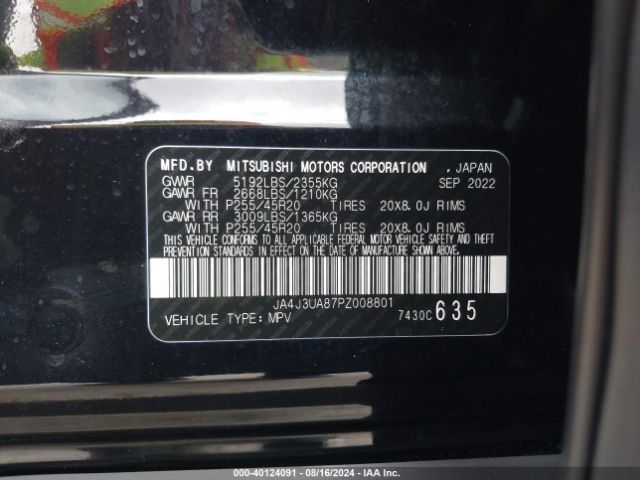 MFD.BY MITSUBISHI MOTORS CORPORATION , JAPAN
GVWR 5192LBS/2355KG SEP 2022
GAWR FR 2668LBS/1210KG
WITH P255/45R20 TIRES 20X8.0J RIMS
GAWR RR 3009LBS/1365KG
WITH P255/45R20 TIRES 20X8.0J RIMS
THIS VEHICLE CONFORMS TO ALL APPLICABLE FEDERAL MOTOR VEHICLE SAFETY AND THEFT
PREVENTION STANDARDS IN EFFECT ON THE DATE OF MANUFACTURE SHOWN ABOVE.
JA4J3UA87PZ008801
VEHICLE TYPE: MPV 7430C 635
000-40124091 - 08/16/2024 - IAA Inc.